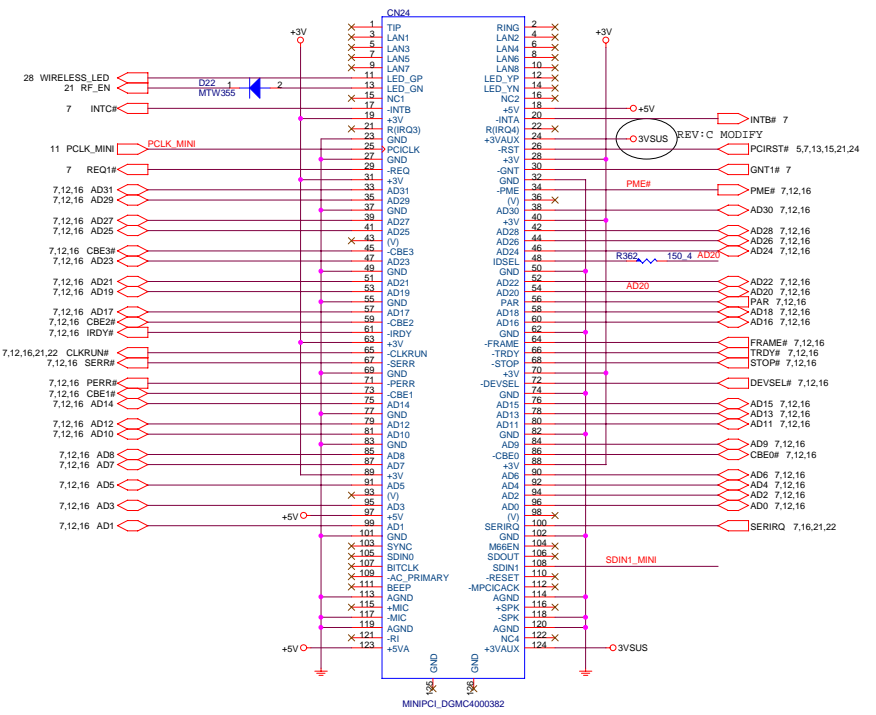 CN24
+3V
+3V
1 TIP RING 2
3 LAN1 LAN2 4
5 LAN3 LAN4 6
7 LAN5 LAN6 8
9 LAN7 LAN8 10
28 WIRELESS_LED 11 LED_GP LED_YP 12
21 RF_EN D22 1 2 13 LED_GN LED_YN 14
MTW355
15 NC1 NC2 16
7 INTC# 17 -INTB +5V 18 +5V
19 +3V -INTA 20 INTB# 7
21 R(IRQ3) R(IRQ4) 22
23 GND +3VAUX 24 3VSUS REV:C MODIFY
11 PCLK_MINI PCLK_MINI 25 PCICLK -RST 26 PCIRST# 5,7,13,15,21,24
27 GND +3V 28
7 REQ1# 29 -REQ -GNT 30 GNT1# 7
31 +3V GND 32
7,12,16 AD31 33 AD31 -PME 34 PME# PME# 7,12,16
7,12,16 AD29 35 AD29 (V) 36
37 GND AD30 38 AD30 7,12,16
7,12,16 AD27 39 AD27 +3V 40
7,12,16 AD25 41 AD25 AD28 42 AD28 7,12,16
43 (V) AD26 44 AD26 7,12,16
7,12,16 CBE3# 45 -CBE3 AD24 46 AD24 7,12,16
7,12,16 AD23 47 AD23 IDSEL 48 R362 150_4 AD20
49 GND GND 50
7,12,16 AD21 51 AD21 AD22 52 AD22 7,12,16
7,12,16 AD19 53 AD19 AD20 54 AD20 AD20 7,12,16
55 GND PAR 56 PAR 7,12,16
7,12,16 AD17 57 AD17 AD18 58 AD18 7,12,16
7,12,16 CBE2# 59 -CBE2 AD16 60 AD16 7,12,16
7,12,16 IRDY# 61 -IRDY GND 62
63 +3V -FRAME 64 FRAME# 7,12,16
7,12,16,21,22 CLKRUN# 65 -CLKRUN -TRDY 66 TRDY# 7,12,16
7,12,16 SERR# 67 -SERR -STOP 68 STOP# 7,12,16
69 GND +3V 70
7,12,16 PERR# 71 -PERR -DEVSEL 72 DEVSEL# 7,12,16
7,12,16 CBE1# 73 -CBE1 GND 74
7,12,16 AD14 75 AD14 AD15 76 AD15 7,12,16
77 GND AD13 78 AD13 7,12,16
7,12,16 AD12 79 AD12 AD11 80 AD11 7,12,16
7,12,16 AD10 81 AD10 GND 82
83 GND AD9 84 AD9 7,12,16
7,12,16 AD8 85 AD8 -CBE0 86 CBE0# 7,12,16
7,12,16 AD7 87 AD7 +3V 88
89 +3V AD6 90 AD6 7,12,16
7,12,16 AD5 91 AD5 AD4 92 AD4 7,12,16
93 (V) AD2 94 AD2 7,12,16
7,12,16 AD3 95 AD3 AD0 96 AD0 7,12,16
+5V 97 +5V (V) 98
7,12,16 AD1 99 AD1 SERIRQ 100 SERIRQ 7,16,21,22
101 GND GND 102
103 SYNC M66EN 104
105 SDIN0 SDOUT 106
107 BITCLK SDIN1 108 SDIN1_MINI
109 -AC_PRIMARY -RESET 110
111 BEEP -MPCICACK 112
113 AGND AGND 114
115 +MIC +SPK 116
117 -MIC -SPK 118
119 AGND AGND 120
121 -RI NC4 122
+5V 123 +5VA +3VAUX 124 3VSUS
GND GND
125 126
MINIPCI_DGMC4000382